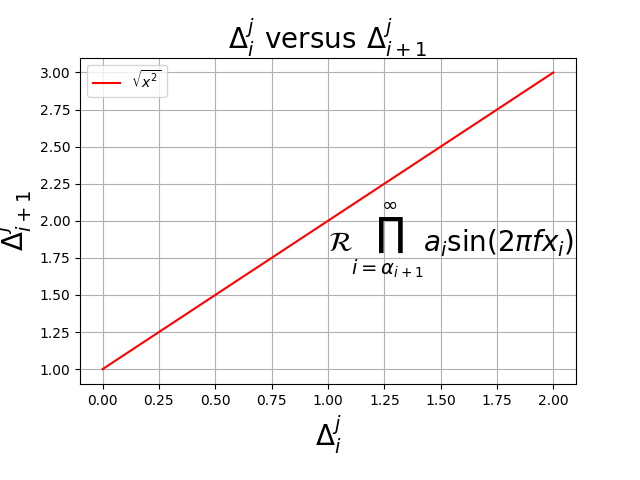 Δ_i^j versus Δ_{i+1}^j
√x²
3.00
2.75
2.50
2.25
2.00
1.75
1.50
1.25
1.00
Δ_{i+1}^j
ℛ ∏_{i=α_{i+1}}^∞ a_i sin(2πfx_i)
0.00 0.25 0.50 0.75 1.00 1.25 1.50 1.75 2.00
Δ_i^j